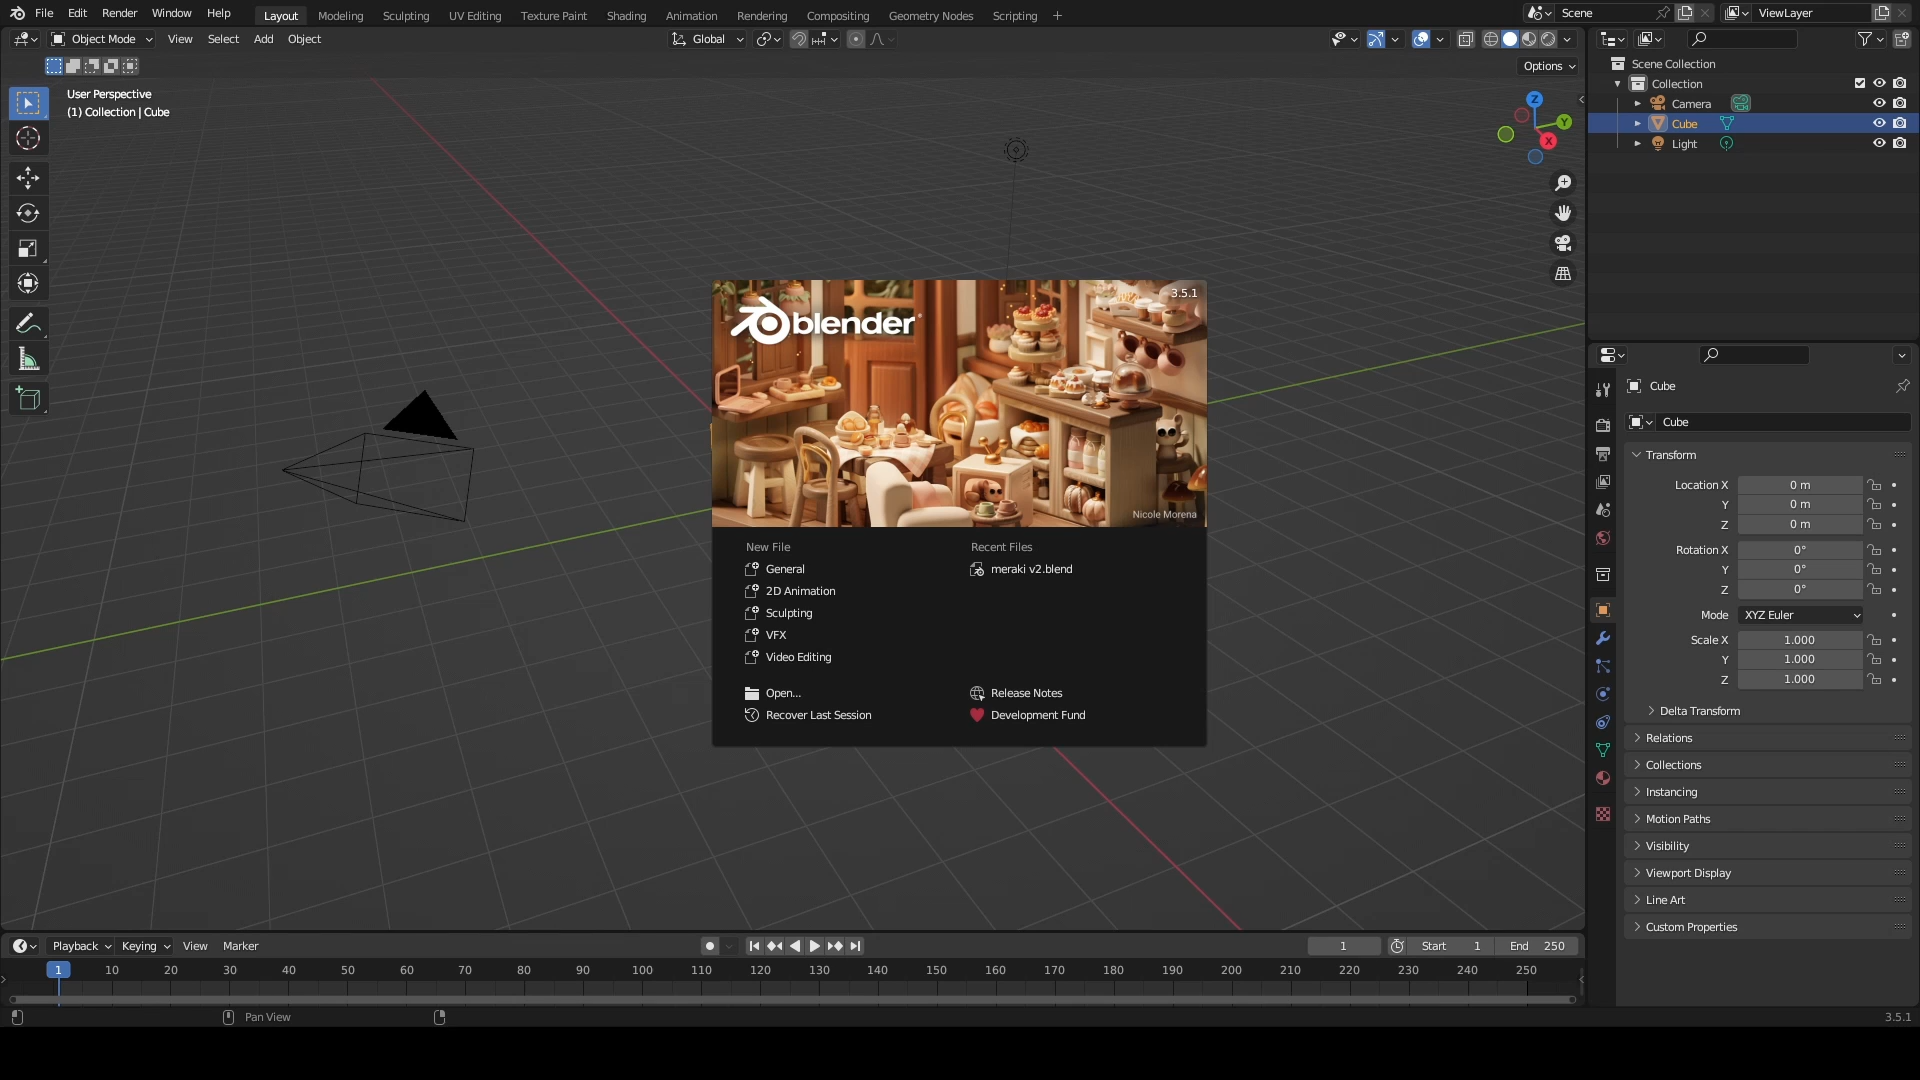 File Edit Render Window Help Layout Modeling Sculpting UV Editing Texture Paint Shading Animation Rendering Compositing Geometry Nodes Scripting + Scene ViewLayer
Object Mode View Select Add Object Global
Options
User Perspective
(1) Collection | Cube
Z
Y
X
Scene Collection
Collection
Camera
Cube
Light
blender
3.5.1
Nicole Morena
New File
General
2D Animation
Sculpting
VFX
Video Editing
Open...
Recover Last Session
Recent Files
meraki v2.blend
Release Notes
Development Fund
Cube
Cube
Transform
Location X 0 m
Y 0 m
Z 0 m
Rotation X 0°
Y 0°
Z 0°
Mode XYZ Euler
Scale X 1.000
Y 1.000
Z 1.000
Delta Transform
Relations
Collections
Instancing
Motion Paths
Visibility
Viewport Display
Line Art
Custom Properties
Playback Keying View Marker 1 Start 1 End 250
1 10 20 30 40 50 60 70 80 90 100 110 120 130 140 150 160 170 180 190 200 210 220 230 240 250
Pan View
3.5.1